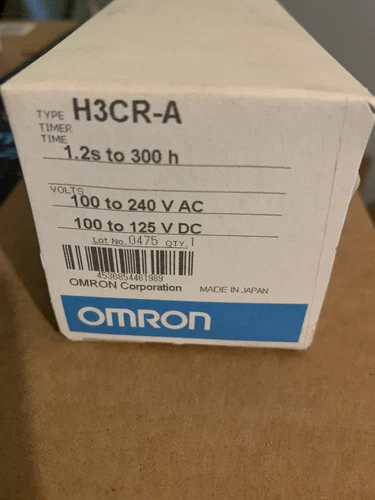 TYPE H3CR-A
TIMER
TIME
1.2s to 300 h
VOLTS
100 to 240 V AC
100 to 125 V DC
Lot No. 0475 QTY. 1
4536854461989
OMRON Corporation MADE IN JAPAN
OMRON